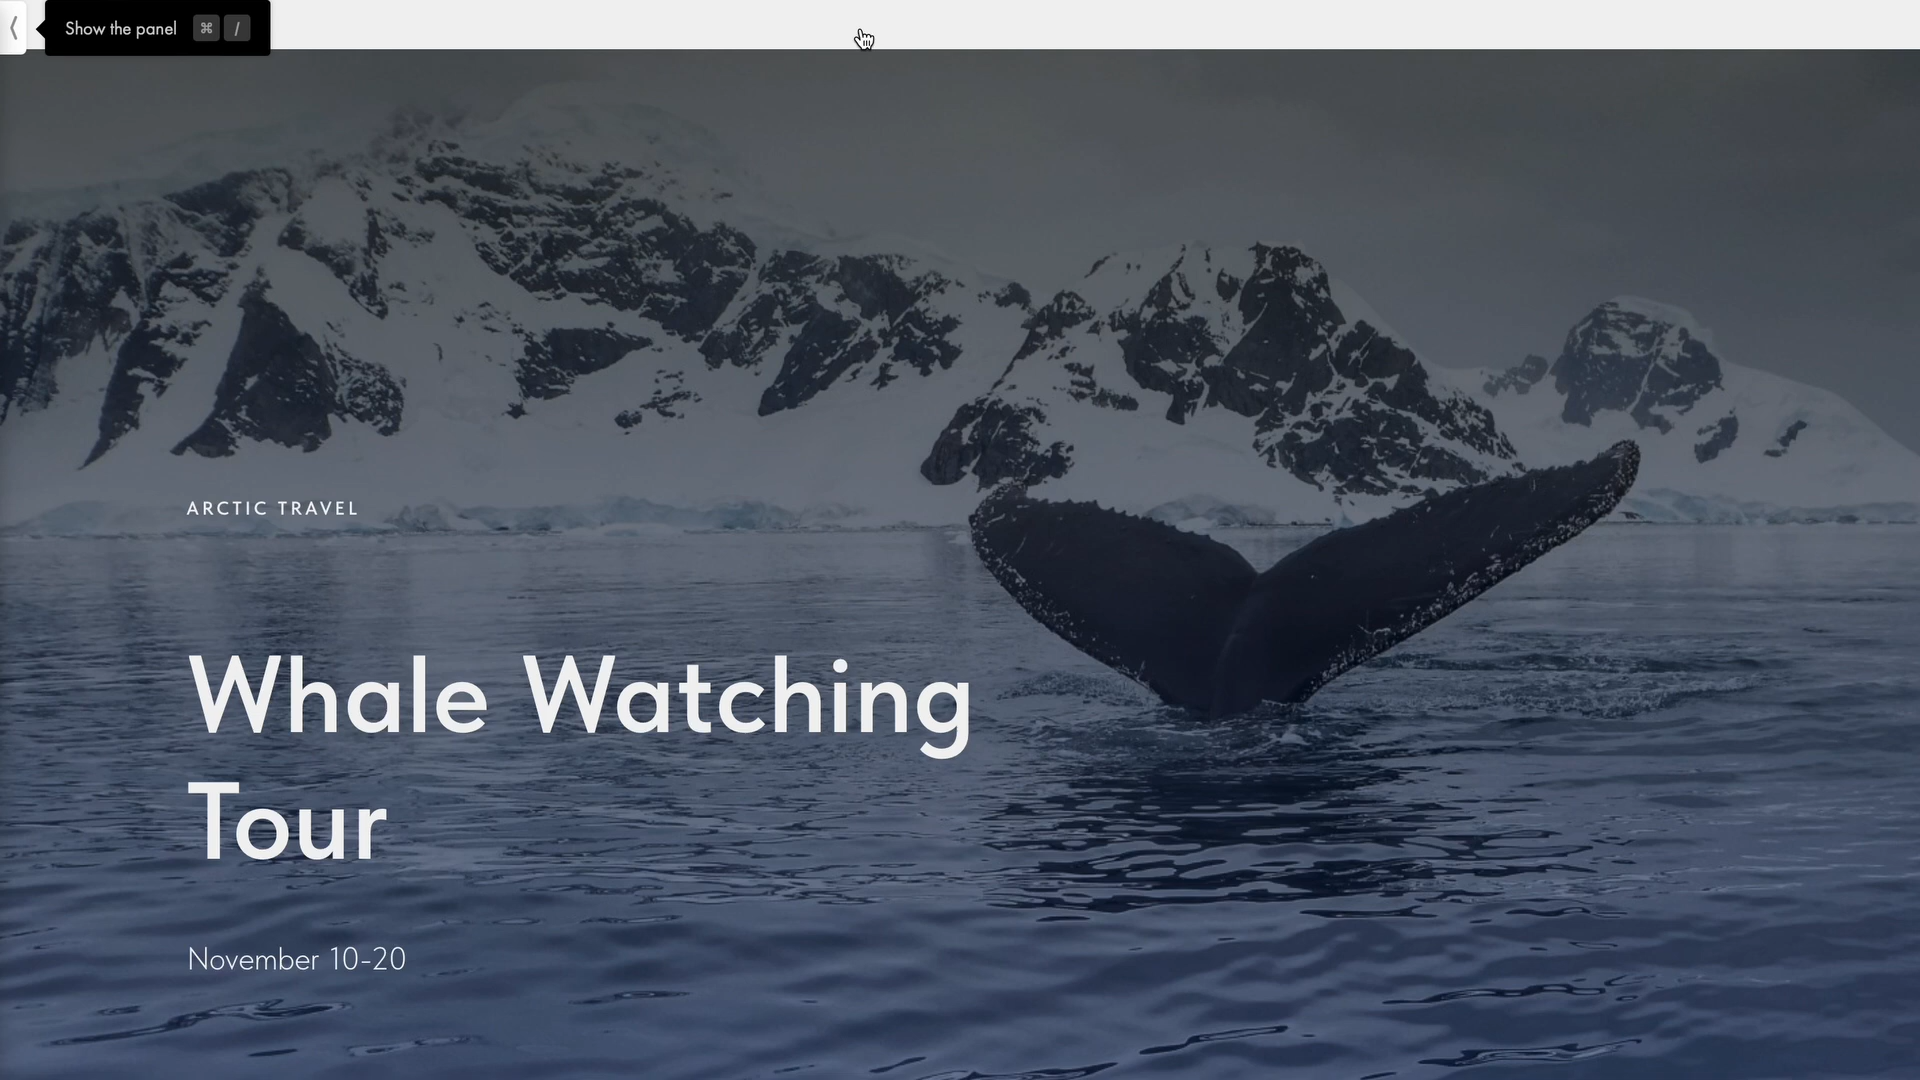 Show the panel ⌘ /
ARCTIC TRAVEL
Whale Watching
Tour
November 10-20